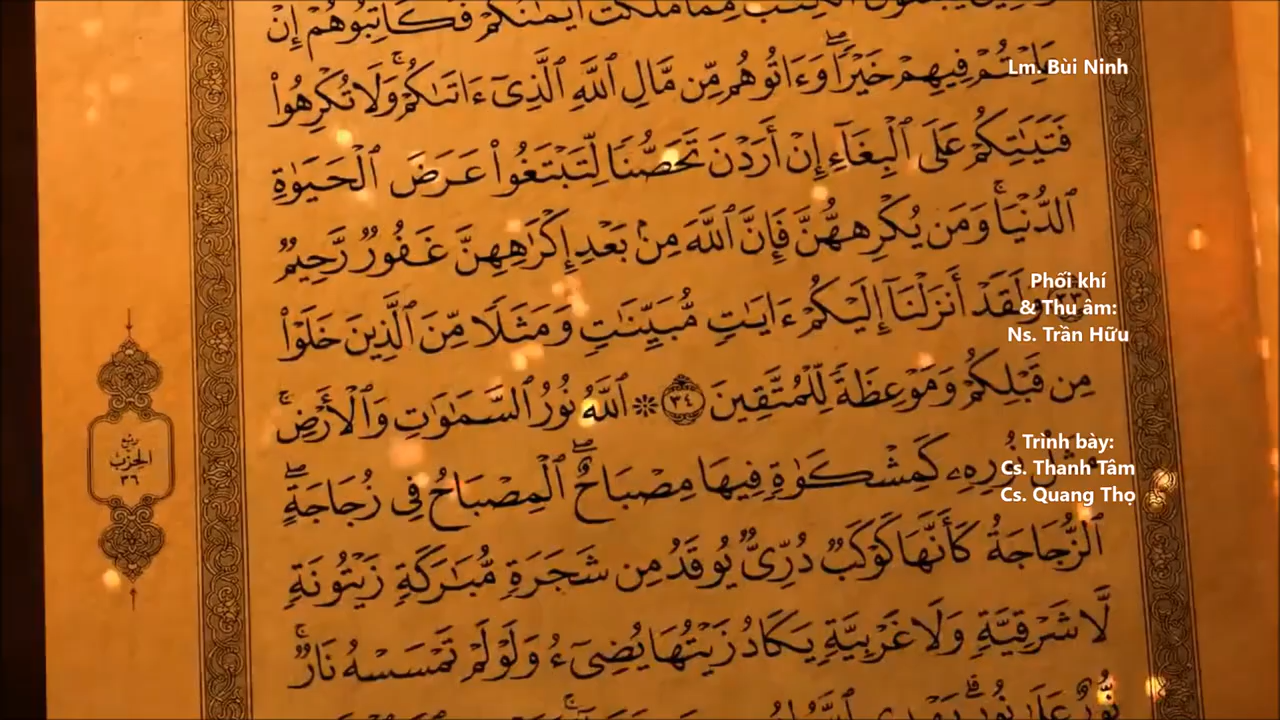 فَكَاتِبُوهُمْ إِنْ
فِيهِمْ خَيْرًا ۖ وَءَاتُوهُم مِّن مَّالِ ٱللَّهِ ٱلَّذِىٓ ءَاتَىٰكُمْ ۚ وَلَا تُكْرِهُوا۟
فَتَيَٰتِكُمْ عَلَى ٱلْبِغَآءِ إِنْ أَرَدْنَ تَحَصُّنًا لِّتَبْتَغُوا۟ عَرَضَ ٱلْحَيَوٰةِ
ٱلدُّنْيَا ۚ وَمَن يُكْرِههُّنَّ فَإِنَّ ٱللَّهَ مِنۢ بَعْدِ إِكْرَٰهِهِنَّ غَفُورٌ رَّحِيمٌ
أَنزَلْنَآ إِلَيْكُمْ ءَايَٰتٍ مُّبَيِّنَٰتٍ وَمَثَلًا مِّنَ ٱلَّذِينَ خَلَوْا۟
مِن قَبْلِكُمْ وَمَوْعِظَةً لِّلْمُتَّقِينَ ٣٤ ۞ ٱللَّهُ نُورُ ٱلسَّمَٰوَٰتِ وَٱلْأَرْضِ ۚ
نُورِهِۦ كَمِشْكَوٰةٍ فِيهَا مِصْبَاحٌ ۖ ٱلْمِصْبَاحُ فِى زُجَاجَةٍ ۖ
ٱلزُّجَاجَةُ كَأَنَّهَا كَوْكَبٌ دُرِّىٌّ يُوقَدُ مِن شَجَرَةٍ مُّبَٰرَكَةٍ زَيْتُونَةٍ
لَّا شَرْقِيَّةٍ وَلَا غَرْبِيَّةٍ يَكَادُ زَيْتُهَا يُضِىٓءُ وَلَوْ لَمْ تَمْسَسْهُ نَارٌ ۚ
ربع
الحزب
٣٦
Lm. Bùi Ninh
Phối khí
& Thu âm:
Ns. Trần Hữu
Trình bày:
Cs. Thanh Tâm
Cs. Quang Thọ